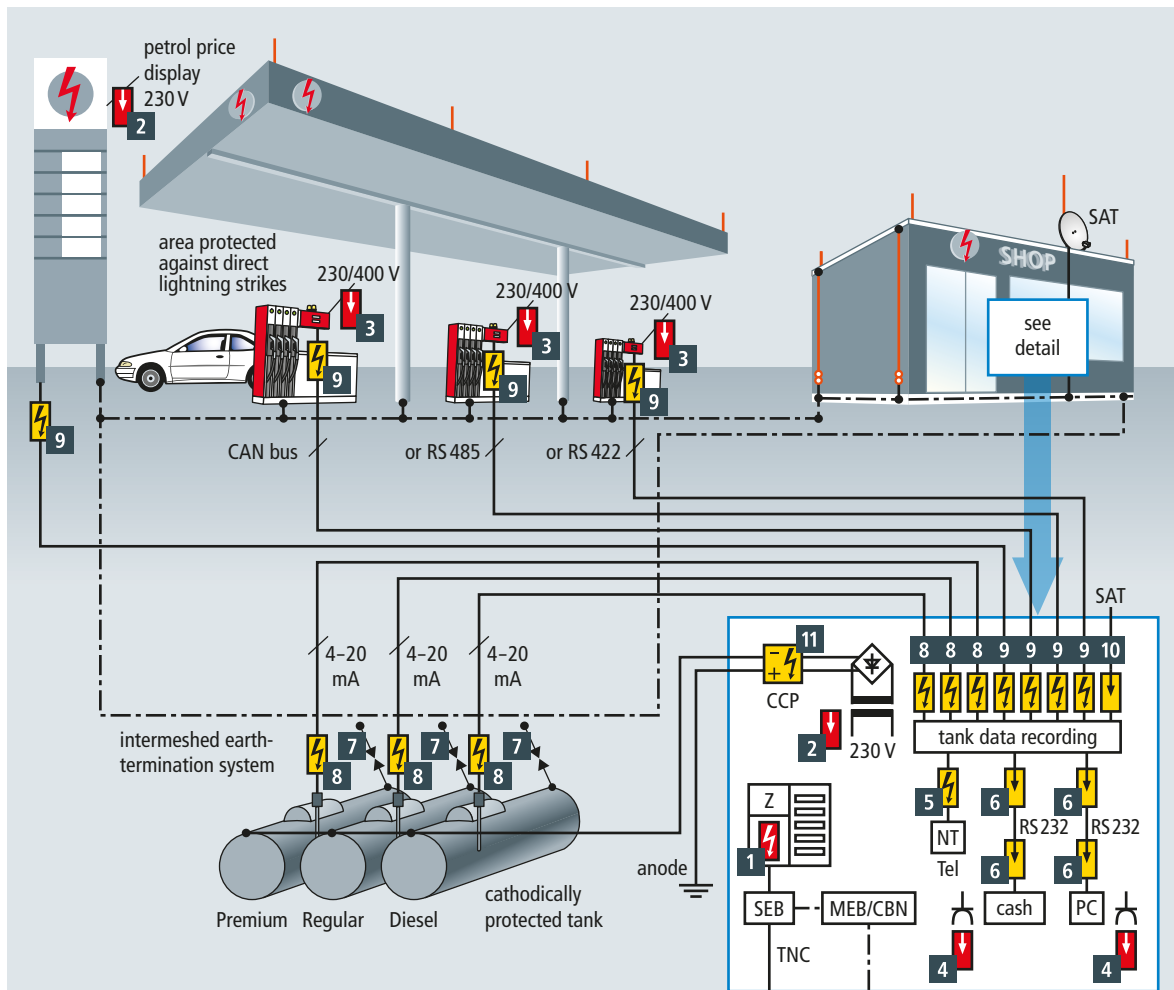 petrol price
display
230 V
2
area protected
against direct
lightning strikes
230/400 V
3
230/400 V
3
230/400 V
3
9
9
9
9
SAT
SHOP
see
detail
CAN bus
or RS 485
or RS 422
4–20
mA
4–20
mA
4–20
mA
intermeshed earth-
termination system
7
7
7
8
8
8
Premium
Regular
Diesel
cathodically
protected tank
anode
SAT
11
– +
CCP
2
230 V
8 8 8 9 9 9 9 10
tank data recording
5
6
6
NT
Tel
RS 232
RS 232
6
6
cash
PC
4
4
Z
1
SEB
MEB/CBN
TNC